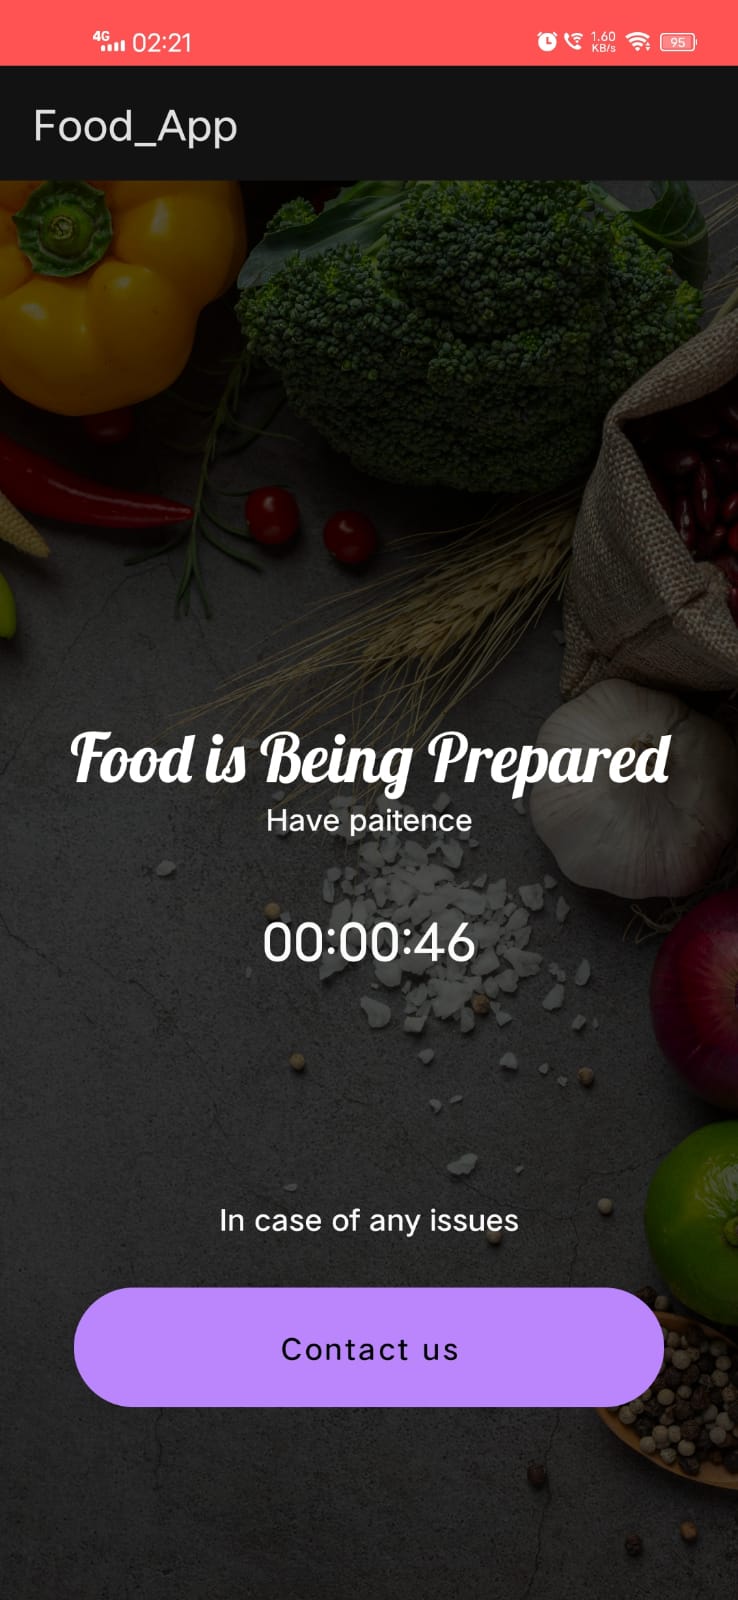 4G 02:21 1.60 KB/s 95
Food_App
Food is Being Prepared
Have paitence
00:00:46
In case of any issues
Contact us